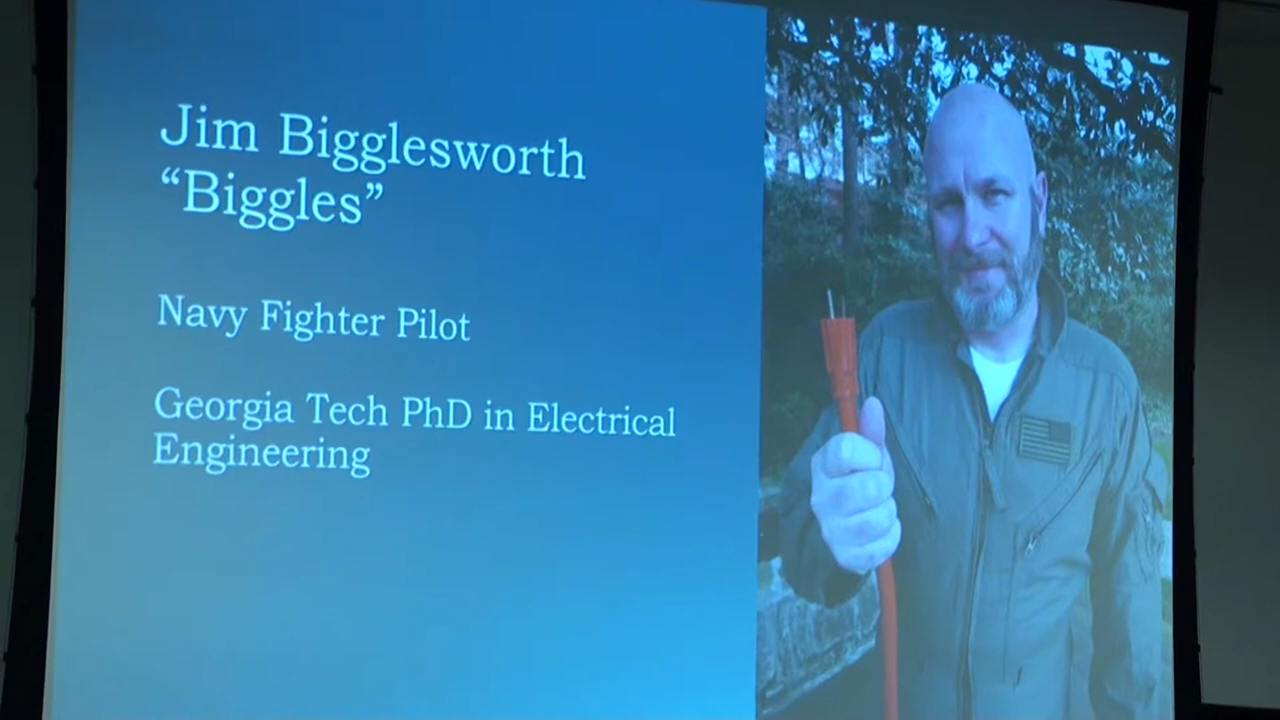 Jim Bigglesworth
“Biggles”
Navy Fighter Pilot
Georgia Tech PhD in Electrical
Engineering